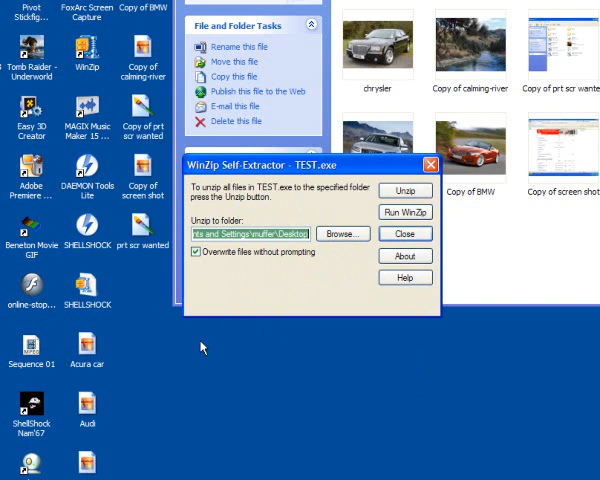 Pivot
Stickfig...
FoxArc Screen
Capture
Copy of BMW
Tomb Raider -
Underworld
WinZip
Copy of
calming-river
Easy 3D
Creator
MAGIX Music
Maker 15 ...
Copy of prt
scr wanted
Adobe
Premiere ...
DAEMON Tools
Lite
Copy of
screen shot
Beneton Movie
GIF
SHELLSHOCK
prt scr wanted
online-stop...
SHELLSHOCK
MPEG
Sequence 01
Acura car
ShellShock
Nam'67
Audi
File and Folder Tasks
Rename this file
Move this file
Copy this file
Publish this file to the Web
E-mail this file
Delete this file
chrysler
Copy of calming-river
Copy of prt scr wante
Copy of BMW
Copy of screen shot
WinZip Self-Extractor - TEST.exe
To unzip all files in TEST.exe to the specified folder
press the Unzip button.
Unzip to folder:
nts and Settings\muffer\Desktop
Browse...
Overwrite files without prompting
Unzip
Run WinZip
Close
About
Help